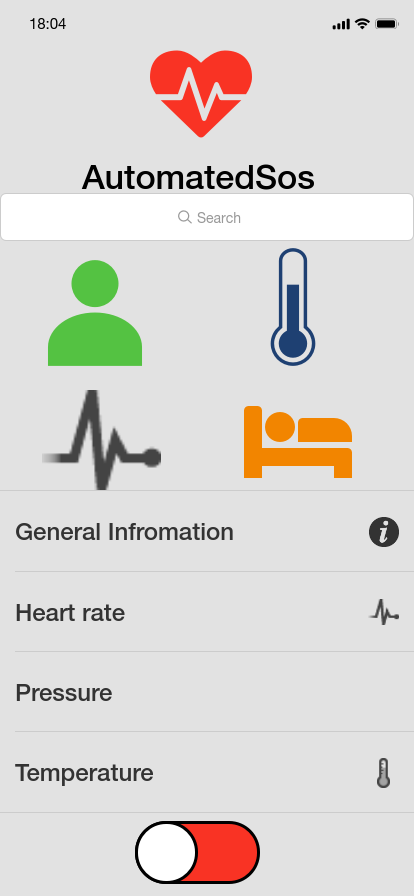 18:04
AutomatedSos
Search
General Infromation
Heart rate
Pressure
Temperature